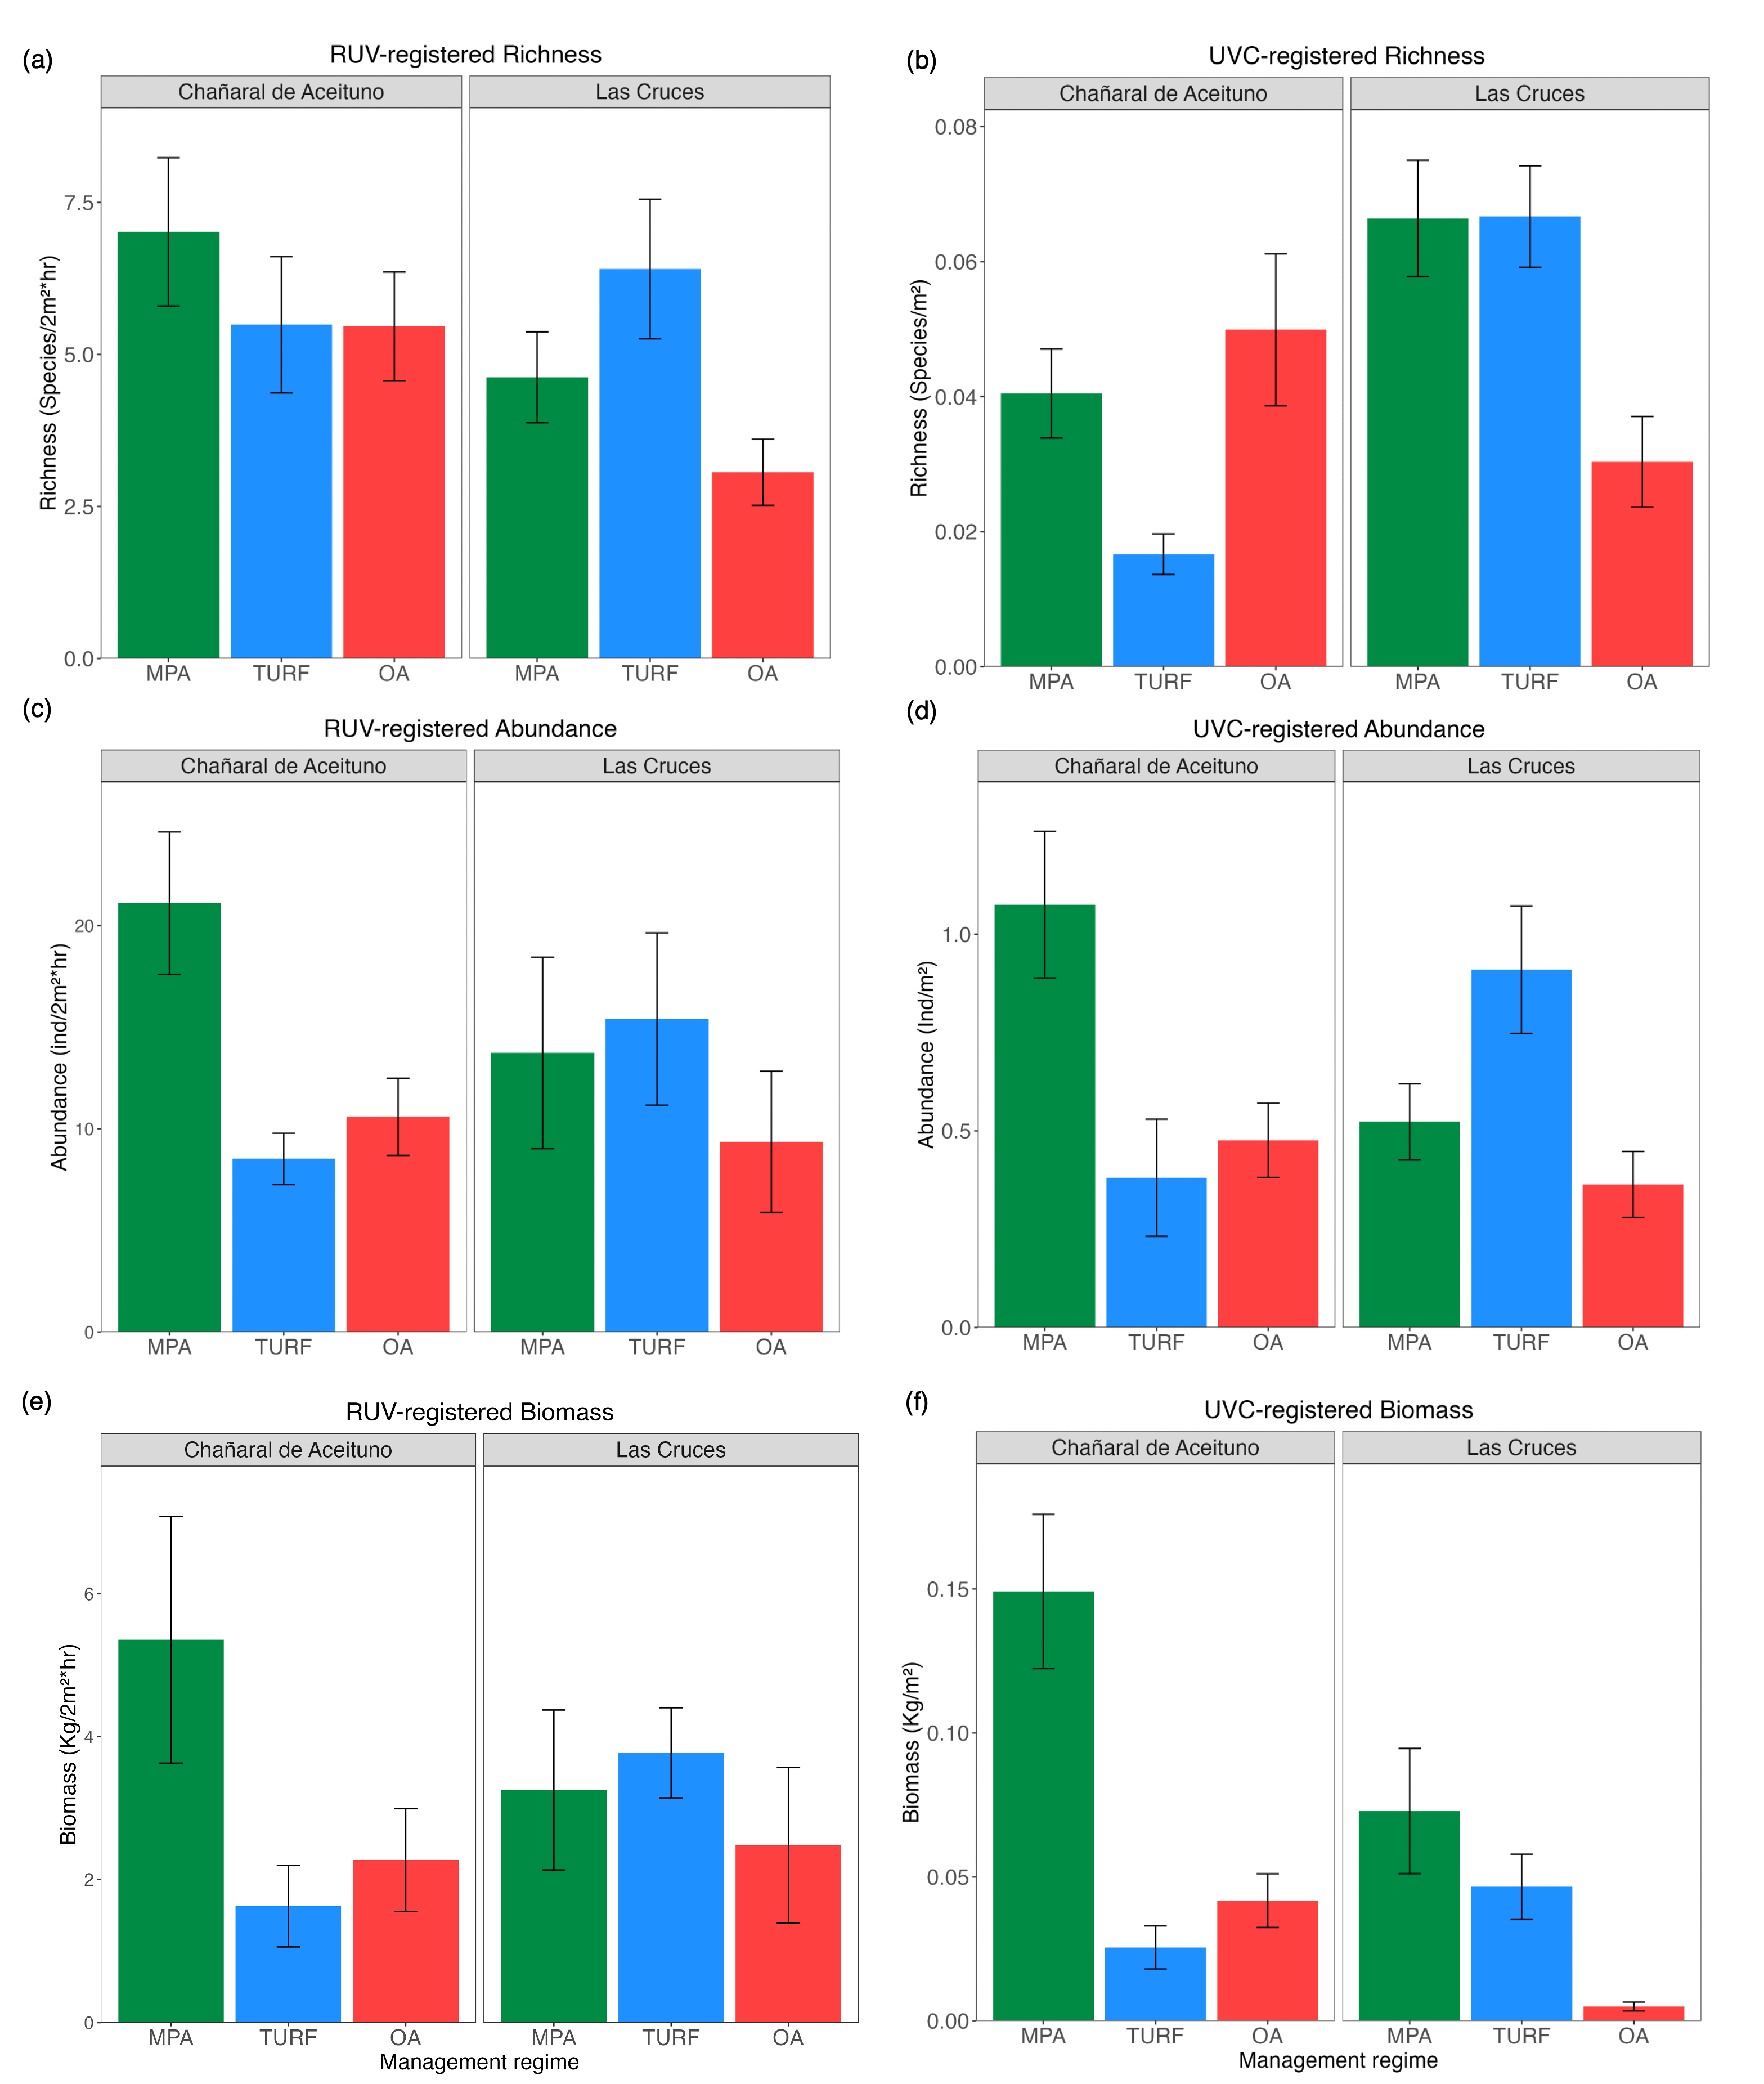 (a)
RUV-registered Richness
Chañaral de Aceituno
Las Cruces
Richness (Species/2m²*hr)
7.5
5.0
2.5
0.0
MPA TURF OA MPA TURF OA
(b)
UVC-registered Richness
Chañaral de Aceituno
Las Cruces
Richness (Species/m²)
0.08
0.06
0.04
0.02
0.00
MPA TURF OA MPA TURF OA
(c)
RUV-registered Abundance
Chañaral de Aceituno
Las Cruces
Abundance (ind/2m²*hr)
20
10
0
MPA TURF OA MPA TURF OA
(d)
UVC-registered Abundance
Chañaral de Aceituno
Las Cruces
Abundance (Ind/m²)
1.0
0.5
0.0
MPA TURF OA MPA TURF OA
(e)
RUV-registered Biomass
Chañaral de Aceituno
Las Cruces
Biomass (Kg/2m²*hr)
6
4
2
0
MPA TURF OA MPA TURF OA
Management regime
(f)
UVC-registered Biomass
Chañaral de Aceituno
Las Cruces
Biomass (Kg/m²)
0.15
0.10
0.05
0.00
MPA TURF OA MPA TURF OA
Management regime